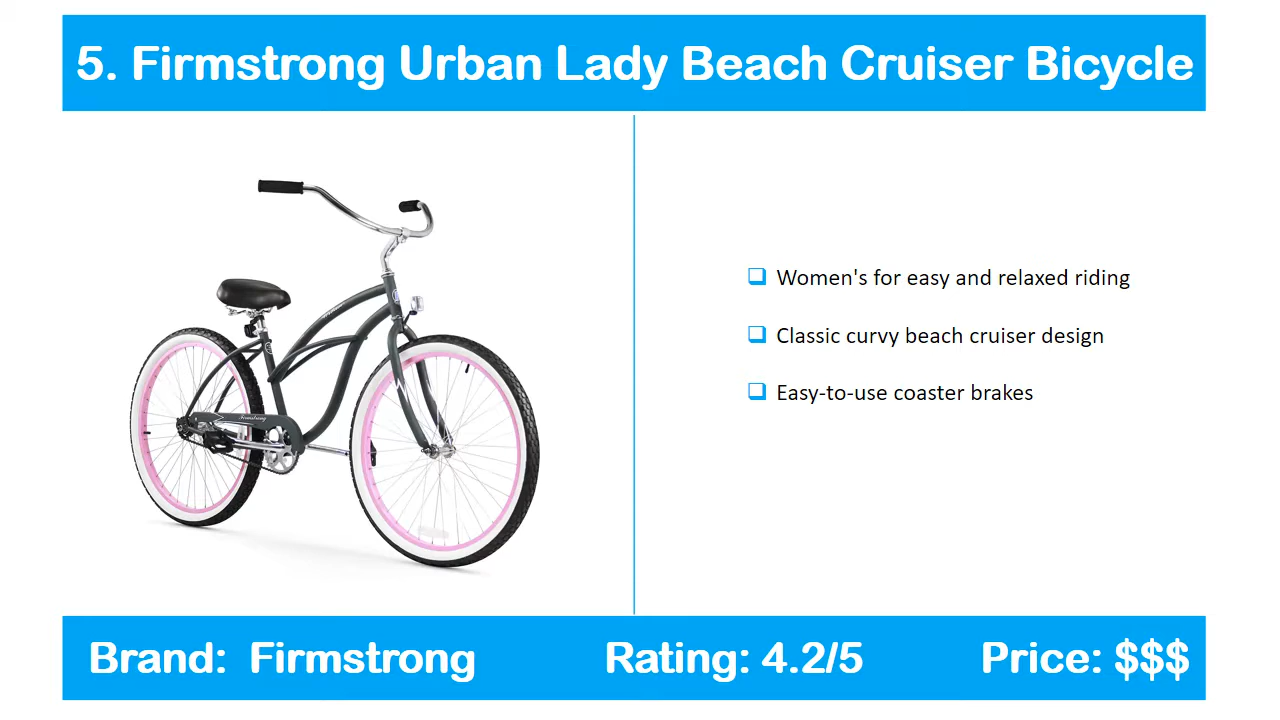 5. Firmstrong Urban Lady Beach Cruiser Bicycle
Women's for easy and relaxed riding
Classic curvy beach cruiser design
Easy-to-use coaster brakes
Firmstrong
Brand: Firmstrong Rating: 4.2/5 Price: $$$